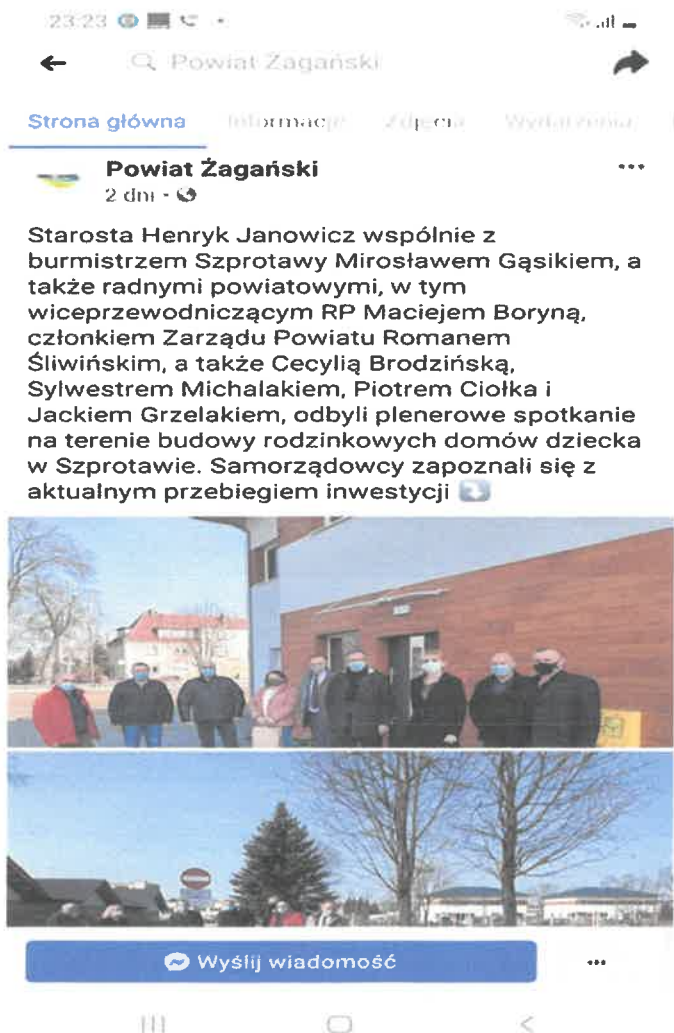 23:23
Powiat Żagański
Strona główna Informacje Zdjęcia Wydarzenia
Powiat Żagański
2 dni ·
Starosta Henryk Janowicz wspólnie z
burmistrzem Szprotawy Mirosławem Gąsikiem, a
także radnymi powiatowymi, w tym
wiceprzewodniczącym RP Maciejem Boryną,
członkiem Zarządu Powiatu Romanem
Śliwińskim, a także Cecylią Brodzińską,
Sylwestrem Michalakiem, Piotrem Ciołka i
Jackiem Grzelakiem, odbyli plenerowe spotkanie
na terenie budowy rodzinkowych domów dziecka
w Szprotawie. Samorządowcy zapoznali się z
aktualnym przebiegiem inwestycji
Wyślij wiadomość